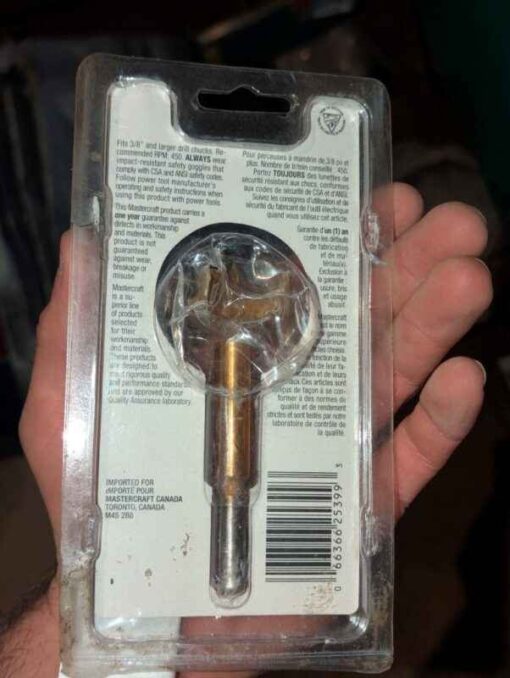 Fits 3/8" and larger drill chucks. Re-
commended RPM: 450. ALWAYS wear
impact-resistant safety goggles that
comply with CSA and ANSI safety codes.
Follow power tool manufacturer's
operating and safety instructions when
using this product with power tools.
This Mastercraft product carries a
one year guarantee against
defects in workmanship
and materials. This
product is not
guaranteed
against wear,
breakage or
misuse.
Mastercraft
is a su-
perior line
of products
selected
for their
workmanship
and materials.
These products
are designed to
meet rigorous quality
and performance standards
and are approved by our
Quality Assurance laboratory.
IMPORTED FOR
IMPORTÉ POUR
MASTERCRAFT CANADA
TORONTO, CANADA
M4S 2B8
Pour perceuses à mandrin de 3/8 po et
plus. Nombre de tr/min conseillé : 450.
Portez TOUJOURS des lunettes de
sécurité résistant aux chocs, conformes
aux codes de sécurité de CSA et d'ANSI.
Suivez les consignes d'utilisation et de
sécurité du fabricant de l'outil électrique
quand vous utilisez cet article.
Garantie d'un (1) an
contre les défauts
de fabrication
et de ma-
tériau(x).
Exclusion à
la garantie :
usure, bris
et usage
abusif.
Mastercraft
est le nom
gamme
supérieure
choisis
fonction de la
qualité de leur fa-
brication et de leurs
Ces articles sont
conçus de façon à se con-
former à des normes de
qualité et de rendement
strictes et sont testés par notre
laboratoire de contrôle de
la qualité.
0 66366 25399 3